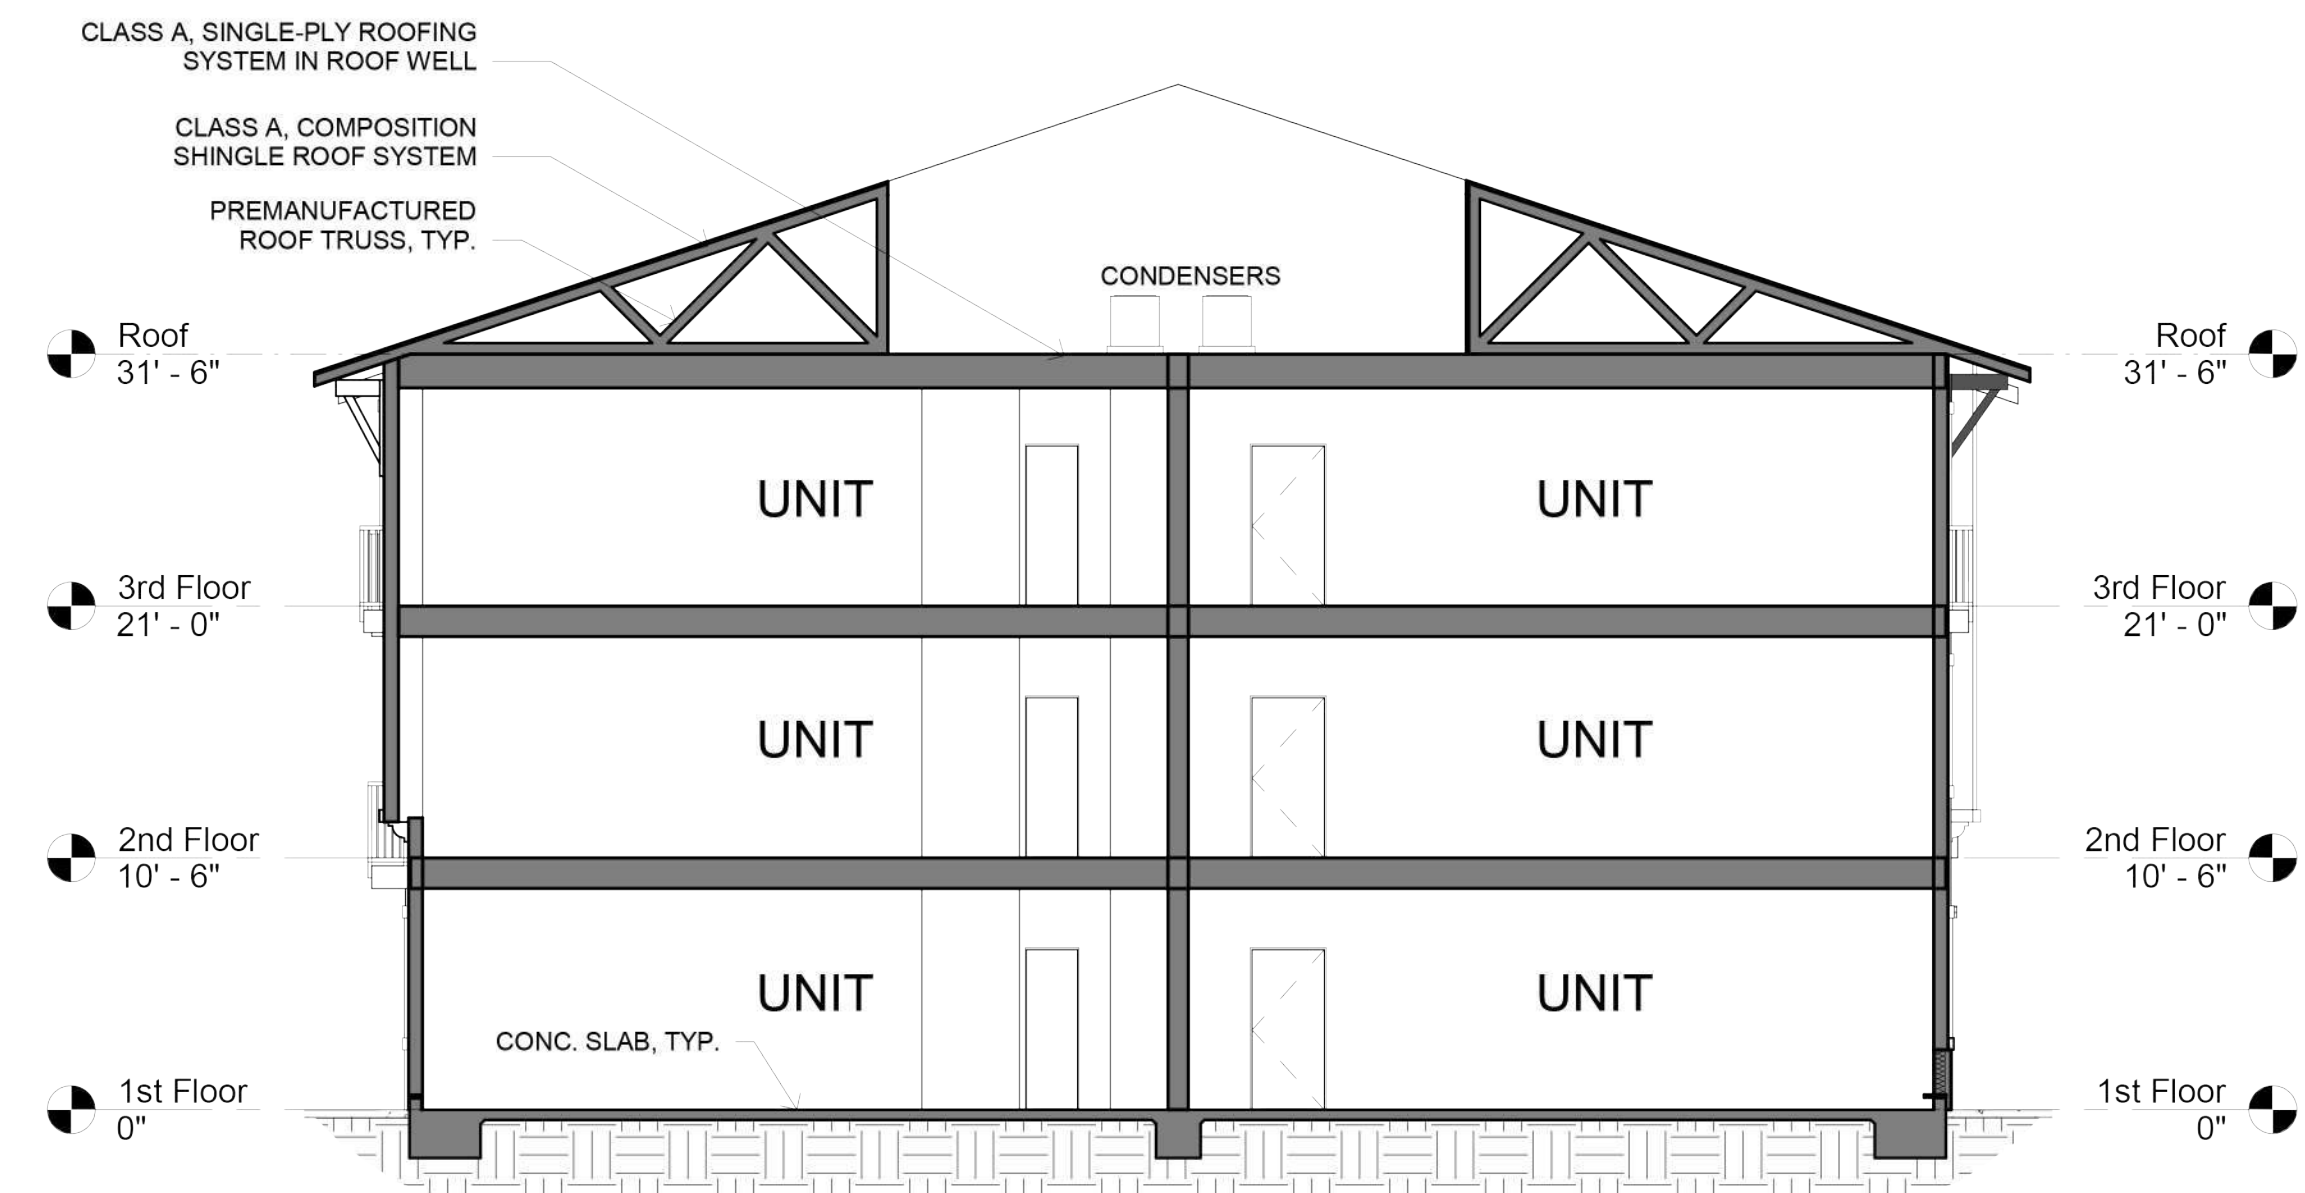 CLASS A, SINGLE-PLY ROOFING
SYSTEM IN ROOF WELL
CLASS A, COMPOSITION
SHINGLE ROOF SYSTEM
PREMANUFACTURED
ROOF TRUSS, TYP.
CONDENSERS
Roof
31' - 6"
Roof
31' - 6"
UNIT
UNIT
3rd Floor
21' - 0"
3rd Floor
21' - 0"
UNIT
UNIT
2nd Floor
10' - 6"
2nd Floor
10' - 6"
UNIT
UNIT
CONC. SLAB, TYP.
1st Floor
0"
1st Floor
0"